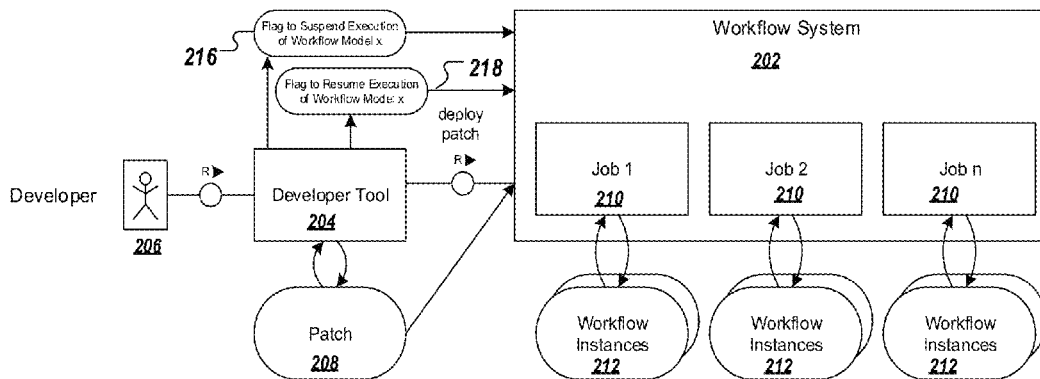 Flag to Suspend Execution
of Workflow Model x
216
Flag to Resume Execution
of Workflow Model x
218
Workflow System
202
deploy
patch
R
R
Developer
206
Developer Tool
204
Job 1
210
Job 2
210
Job n
210
Patch
208
Workflow
Instances
212
Workflow
Instances
212
Workflow
Instances
212